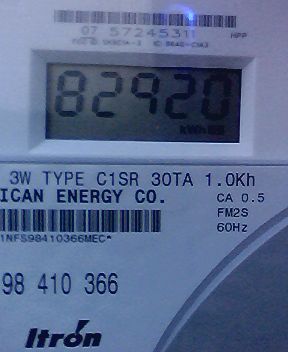 07 57245311 HPP
82920
kWh
3W TYPE C1SR 30TA 1.0Kh
ICAN ENERGY CO. CA 0.5
FM2S
60Hz
1NFS98410366MEC*
98 410 366
Itron